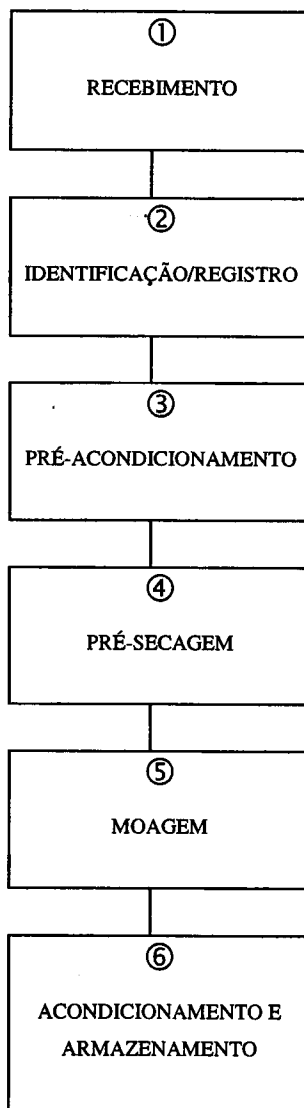 ①
RECEBIMENTO
②
IDENTIFICAÇÃO/REGISTRO
③
PRÉ-ACONDICIONAMENTO
④
PRÉ-SECAGEM
⑤
MOAGEM
⑥
ACONDICIONAMENTO E
ARMAZENAMENTO